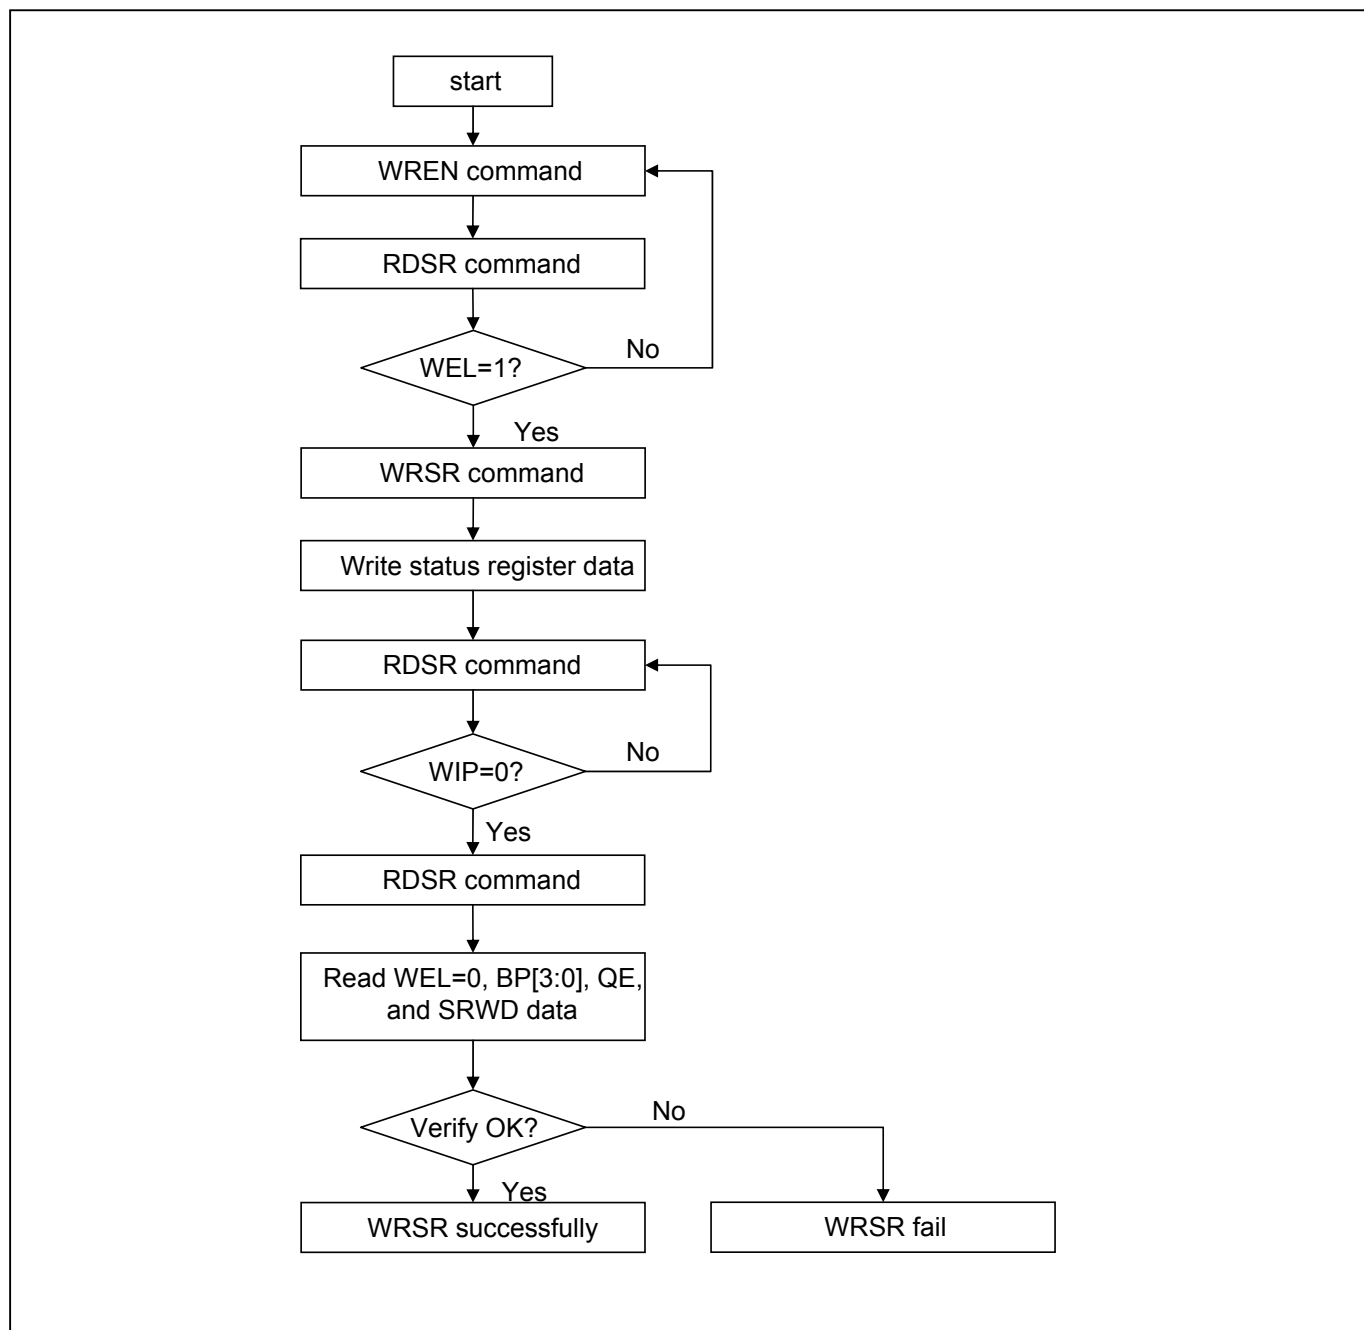 start
WREN command
RDSR command
WEL=1?
No
Yes
WRSR command
Write status register data
RDSR command
WIP=0?
No
Yes
RDSR command
Read WEL=0, BP[3:0], QE,
and SRWD data
Verify OK?
No
Yes
WRSR successfully
WRSR fail